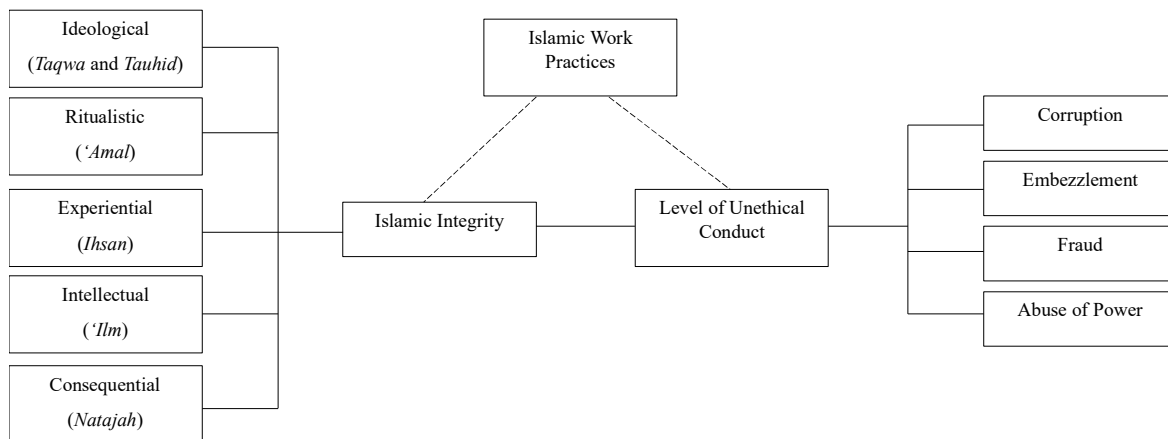 Ideological
(Taqwa and Tauhid)
Ritualistic
(‘Amal)
Experiential
(Ihsan)
Intellectual
(‘Ilm)
Consequential
(Natajah)
Islamic Work
Practices
Islamic Integrity
Level of Unethical
Conduct
Corruption
Embezzlement
Fraud
Abuse of Power